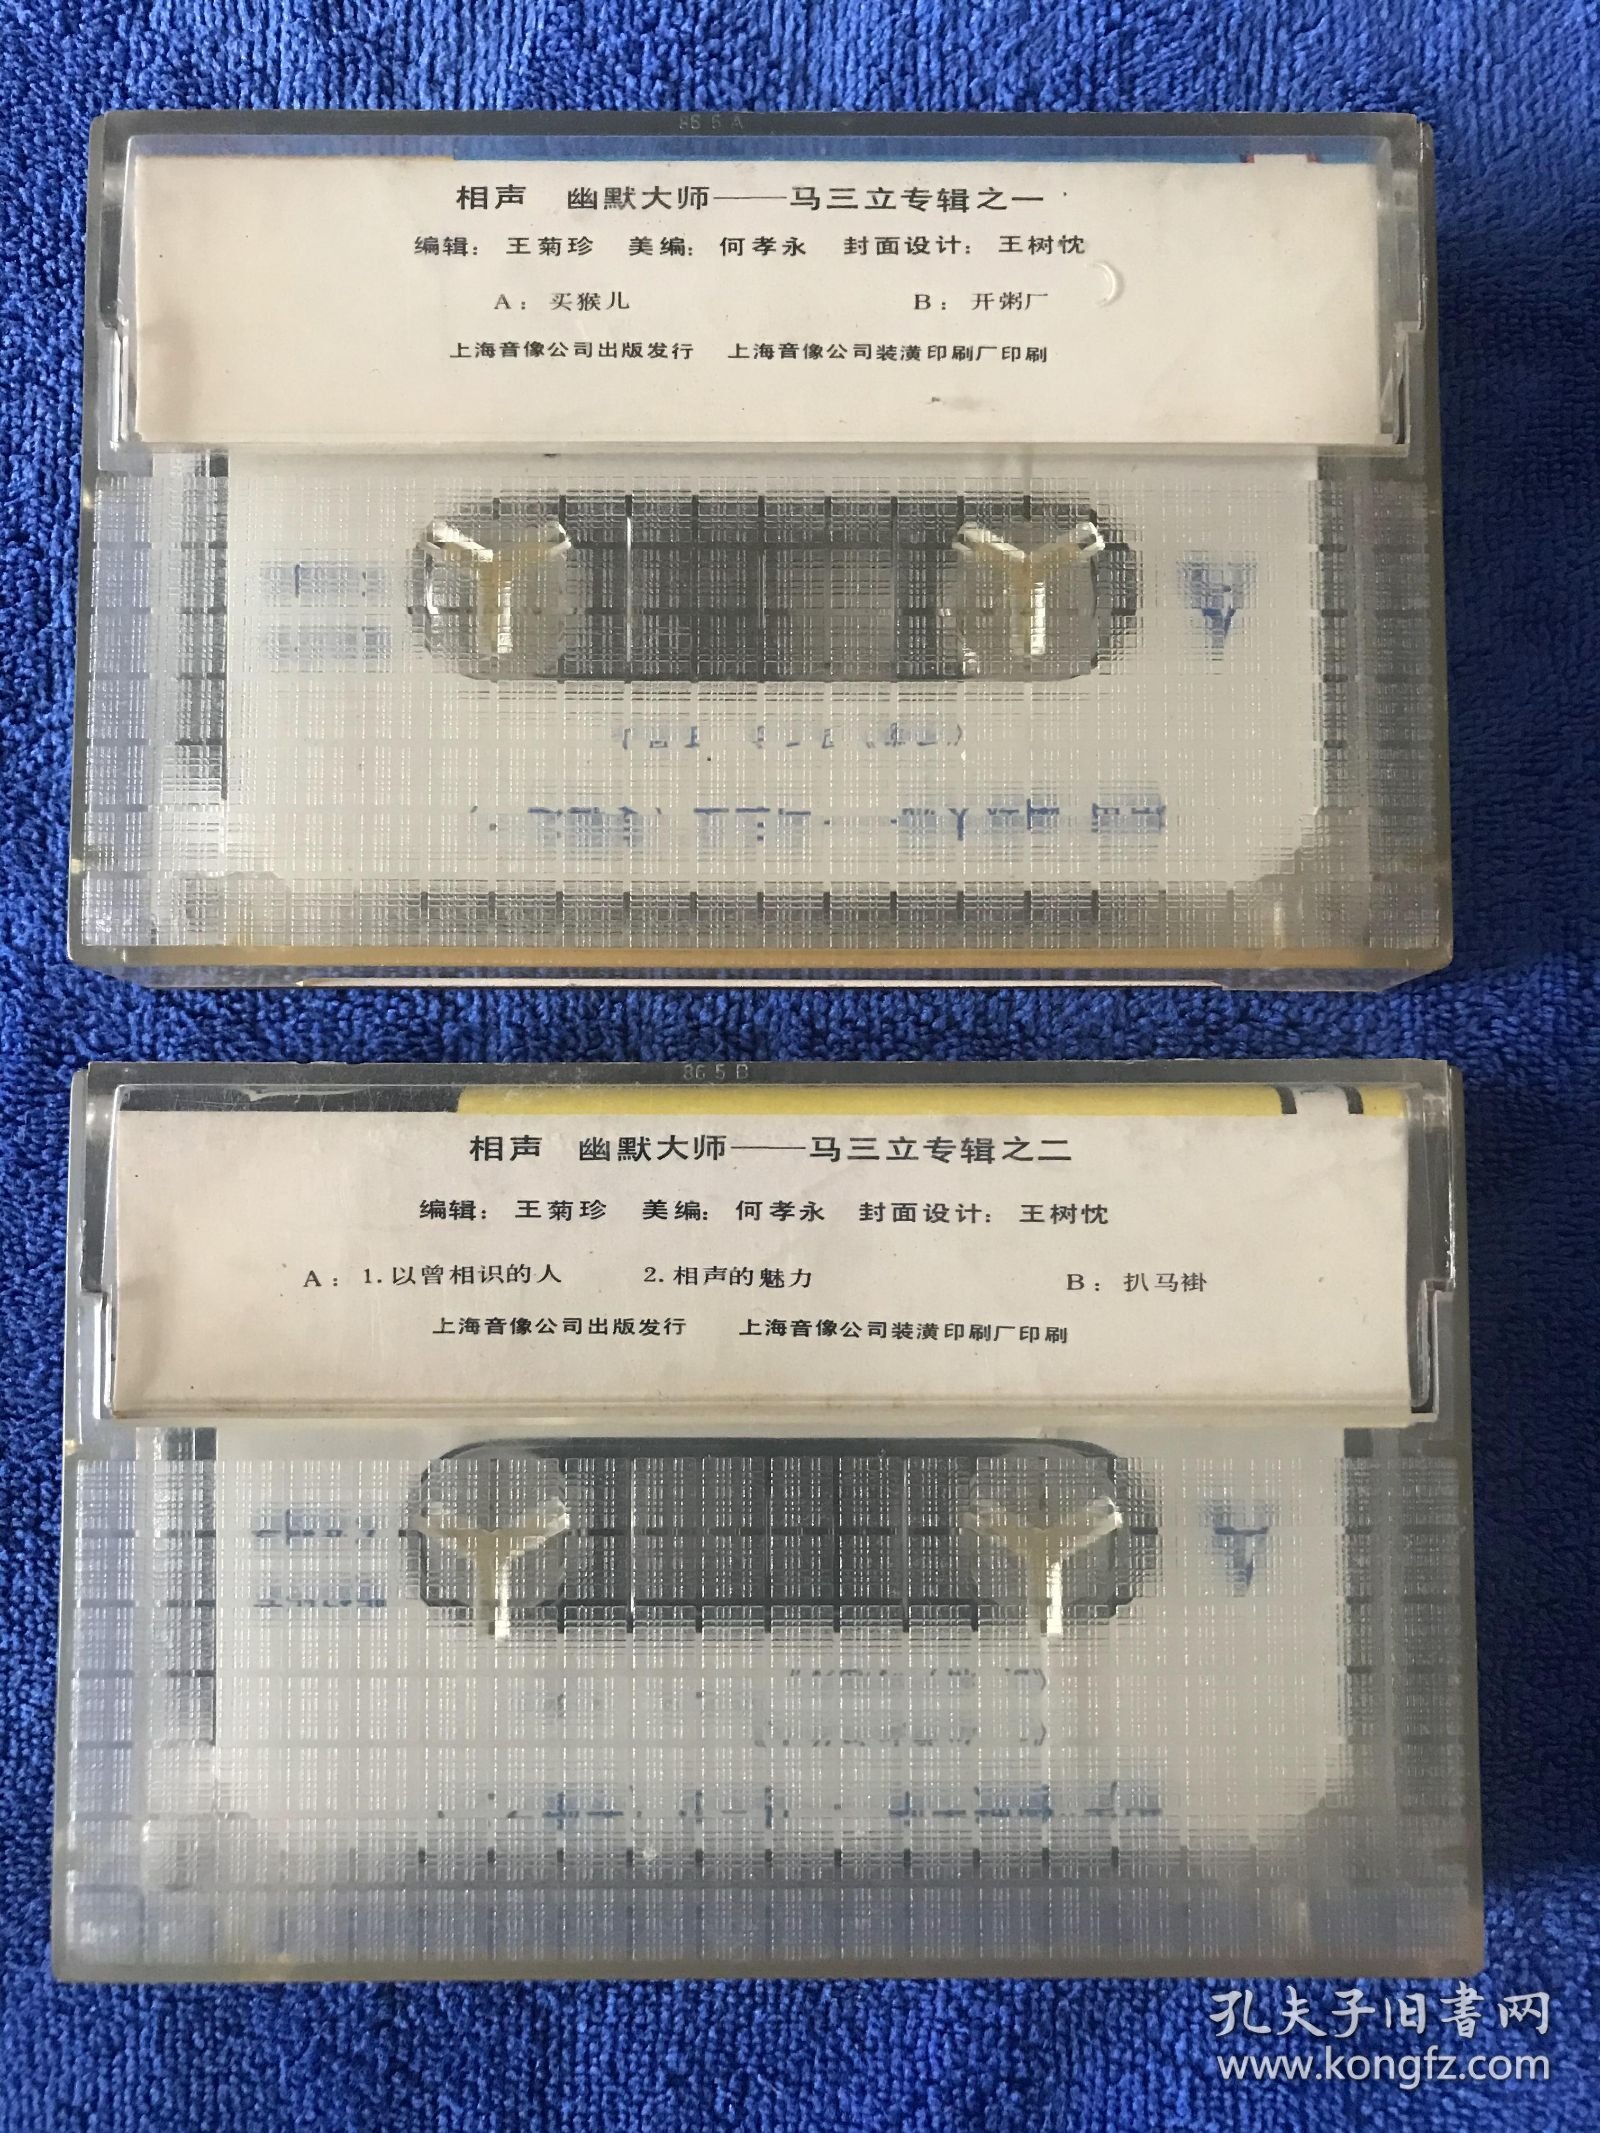 相声 幽默大师——马三立专辑之一
编辑：王菊珍 美编：何孝永 封面设计：王树忱
A：买猴儿 B：开粥厂
上海音像公司出版发行 上海音像公司装潢印刷厂印刷
86 5 B
相声 幽默大师——马三立专辑之二
编辑：王菊珍 美编：何孝永 封面设计：王树忱
A：1.以曾相识的人 2.相声的魅力 B：扒马褂
上海音像公司出版发行 上海音像公司装潢印刷厂印刷
孔夫子旧書网
www.kongfz.com